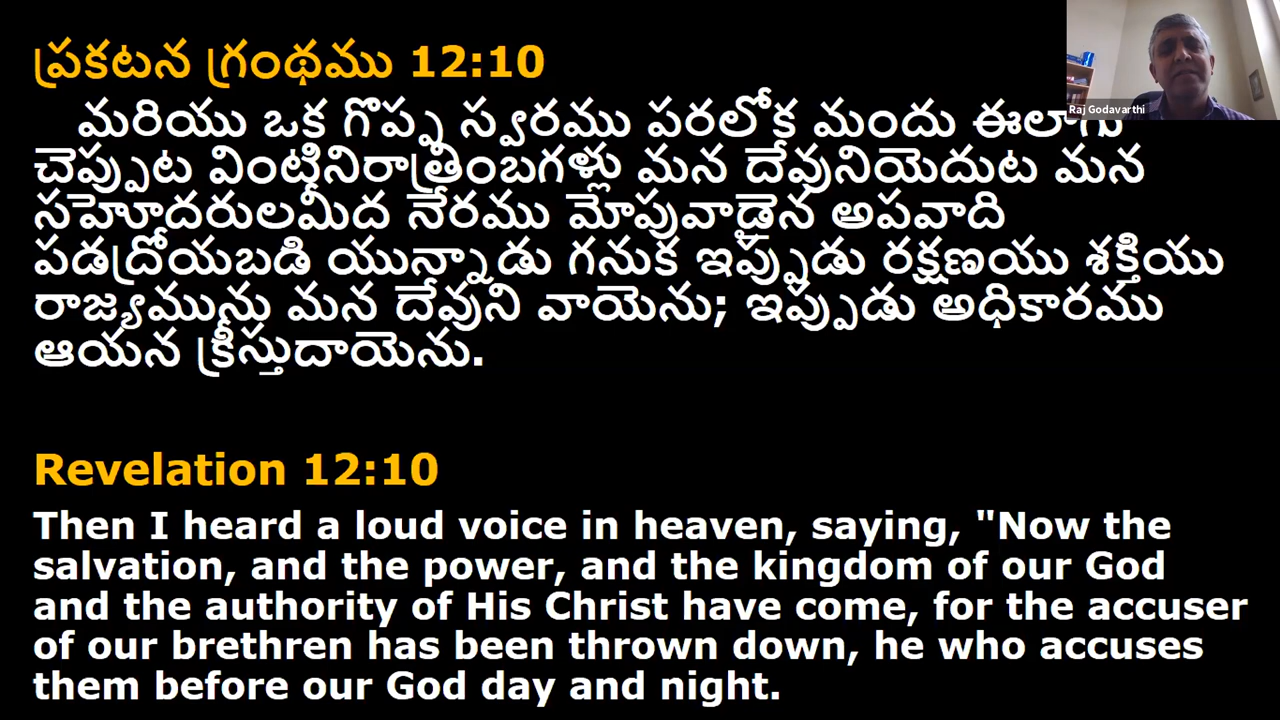 ప్రకటన గ్రంథము 12:10
Raj Godavarthi
మరియు ఒక గొప్ప స్వరము పరలోక మందు ఈలాగు
చెప్పుట వింటినిరాత్రింబగళ్లు మన దేవునియెదుట మన
సహోదరులమీద నేరము మోపువాడైన అపవాది
పడద్రోయబడి యున్నాడు గనుక ఇప్పుడు రక్షణయు శక్తియు
రాజ్యమును మన దేవుని వాయెను; ఇప్పుడు అధికారము
ఆయన క్రీస్తుదాయెను.
Revelation 12:10
Then I heard a loud voice in heaven, saying, "Now the
salvation, and the power, and the kingdom of our God
and the authority of His Christ have come, for the accuser
of our brethren has been thrown down, he who accuses
them before our God day and night.